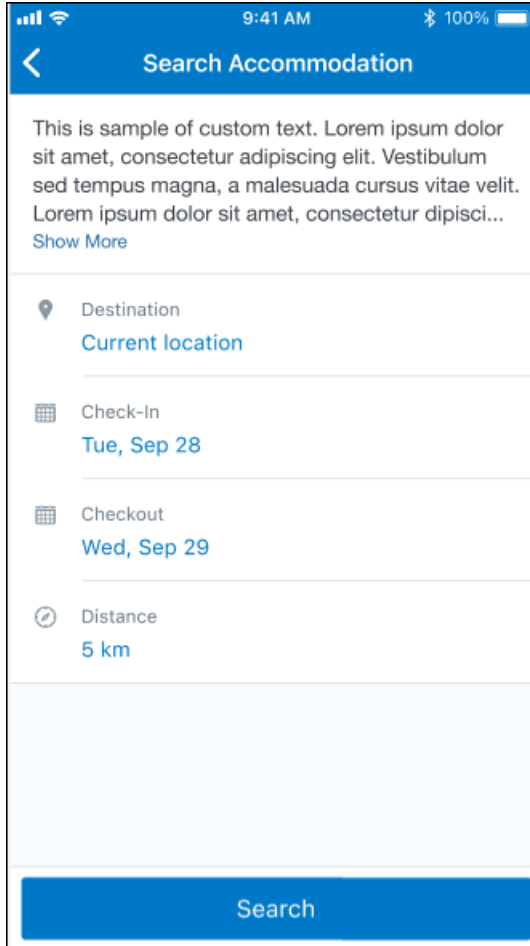 9:41 AM
100%
Search Accommodation
This is sample of custom text. Lorem ipsum dolor
sit amet, consectetur adipiscing elit. Vestibulum
sed tempus magna, a malesuada cursus vitae velit.
Lorem ipsum dolor sit amet, consectetur dipisci...
Show More
Destination
Current location
Check-In
Tue, Sep 28
Checkout
Wed, Sep 29
Distance
5 km
Search